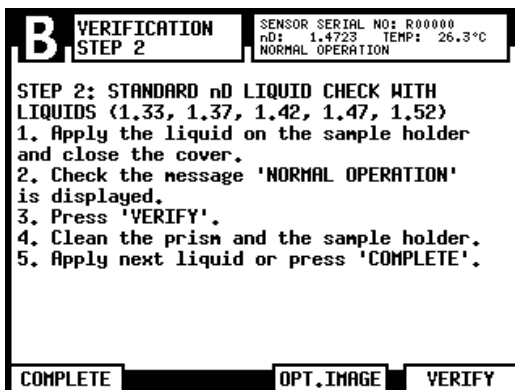 B
VERIFICATION
STEP 2
SENSOR SERIAL NO: R00000
nD: 1.4723 TEMP: 26.3°C
NORMAL OPERATION
STEP 2: STANDARD nD LIQUID CHECK WITH
LIQUIDS (1.33, 1.37, 1.42, 1.47, 1.52)
1. Apply the liquid on the sample holder
and close the cover.
2. Check the message 'NORMAL OPERATION'
is displayed.
3. Press 'VERIFY'.
4. Clean the prism and the sample holder.
5. Apply next liquid or press 'COMPLETE'.
COMPLETE OPT.IMAGE VERIFY